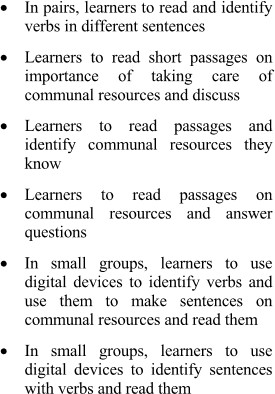 • In pairs, learners to read and identify
verbs in different sentences
• Learners to read short passages on
importance of taking care of
communal resources and discuss
• Learners to read passages and
identify communal resources they
know
• Learners to read passages on
communal resources and answer
questions
• In small groups, learners to use
digital devices to identify verbs and
use them to make sentences on
communal resources and read them
• In small groups, learners to use
digital devices to identify sentences
with verbs and read them